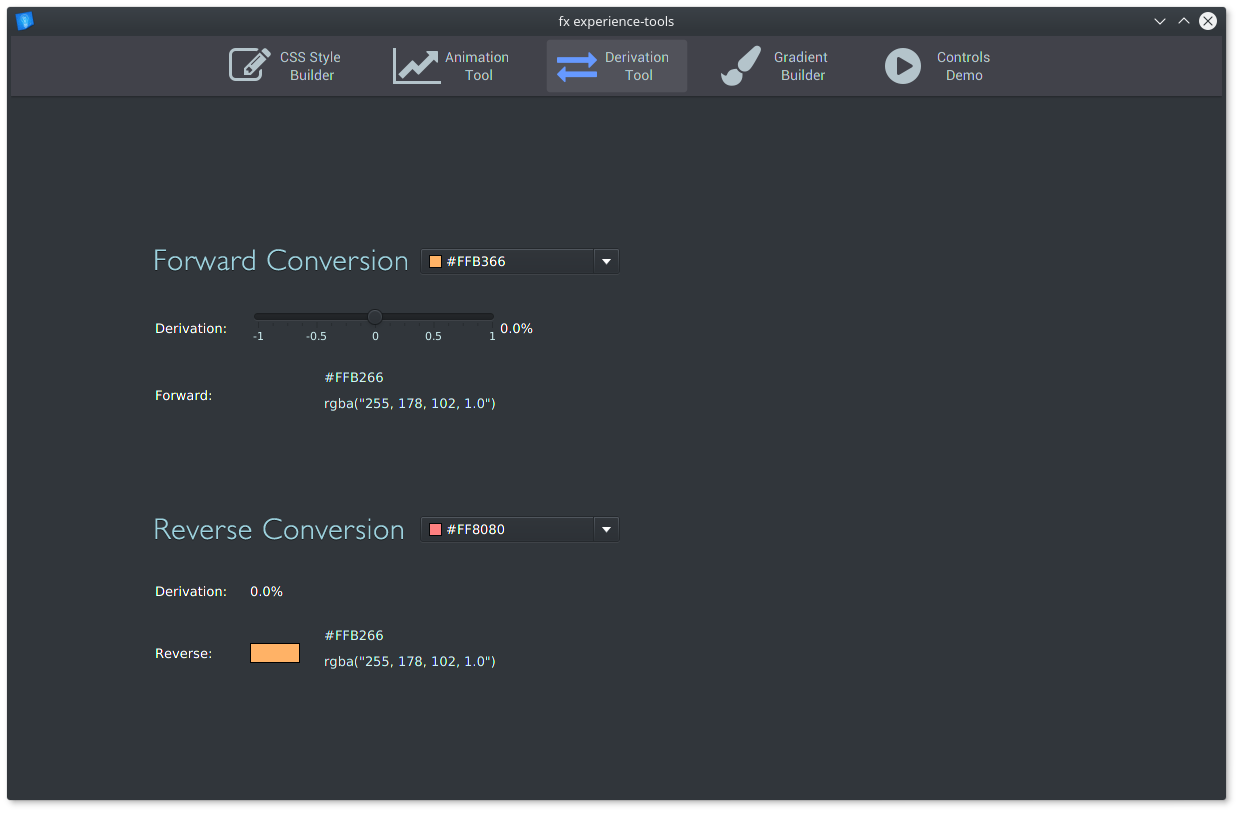 fx experience-tools
CSS Style
Builder
Animation
Tool
Derivation
Tool
Gradient
Builder
Controls
Demo
Forward Conversion
#FFB366
Derivation:
-1 -0.5 0 0.5 1
0.0%
Forward:
#FFB266
rgba("255, 178, 102, 1.0")
Reverse Conversion
#FF8080
Derivation:
0.0%
Reverse:
#FFB266
rgba("255, 178, 102, 1.0")